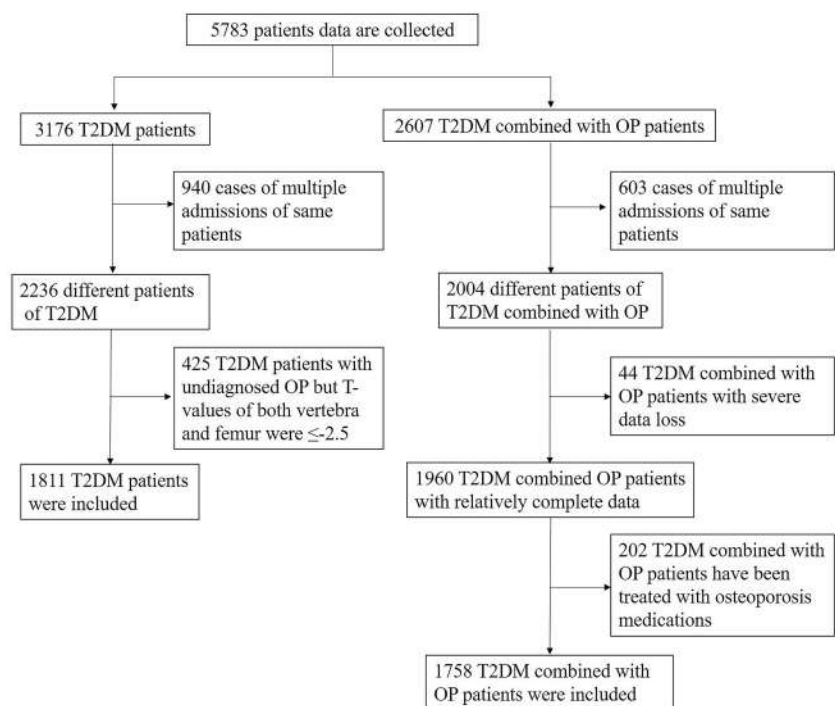 5783 patients data are collected
3176 T2DM patients
2607 T2DM combined with OP patients
940 cases of multiple
admissions of same
patients
603 cases of multiple
admissions of same
patients
2236 different patients
of T2DM
2004 different patients of
T2DM combined with OP
425 T2DM patients with
undiagnosed OP but T-
values of both vertebra
and femur were ≤-2.5
44 T2DM combined with
OP patients with severe
data loss
1811 T2DM patients
were included
1960 T2DM combined OP patients
with relatively complete data
202 T2DM combined with
OP patients have been
treated with osteoporosis
medications
1758 T2DM combined with
OP patients were included